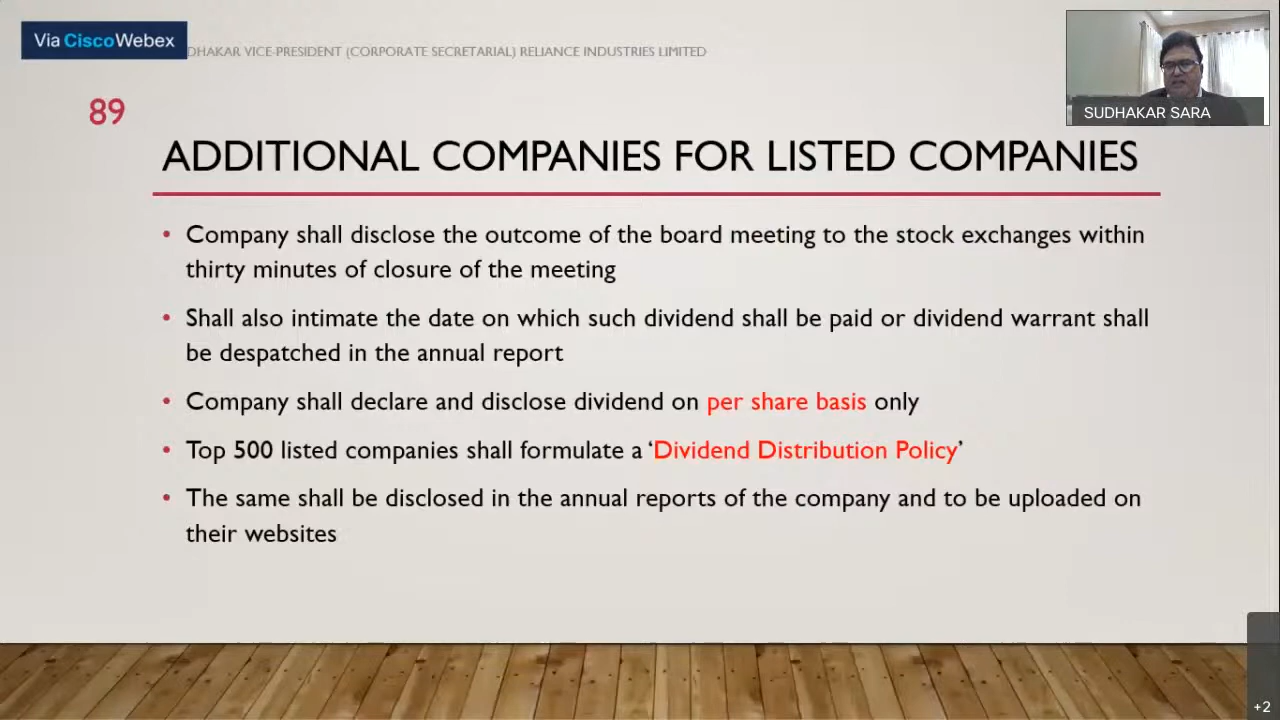 Via CiscoWebex
DHAKAR VICE-PRESIDENT (CORPORATE SECRETARIAL) RELIANCE INDUSTRIES LIMITED
SUDHAKAR SARA
89
ADDITIONAL COMPANIES FOR LISTED COMPANIES
• Company shall disclose the outcome of the board meeting to the stock exchanges within
thirty minutes of closure of the meeting
• Shall also intimate the date on which such dividend shall be paid or dividend warrant shall
be despatched in the annual report
• Company shall declare and disclose dividend on per share basis only
• Top 500 listed companies shall formulate a ‘Dividend Distribution Policy’
• The same shall be disclosed in the annual reports of the company and to be uploaded on
their websites
+2